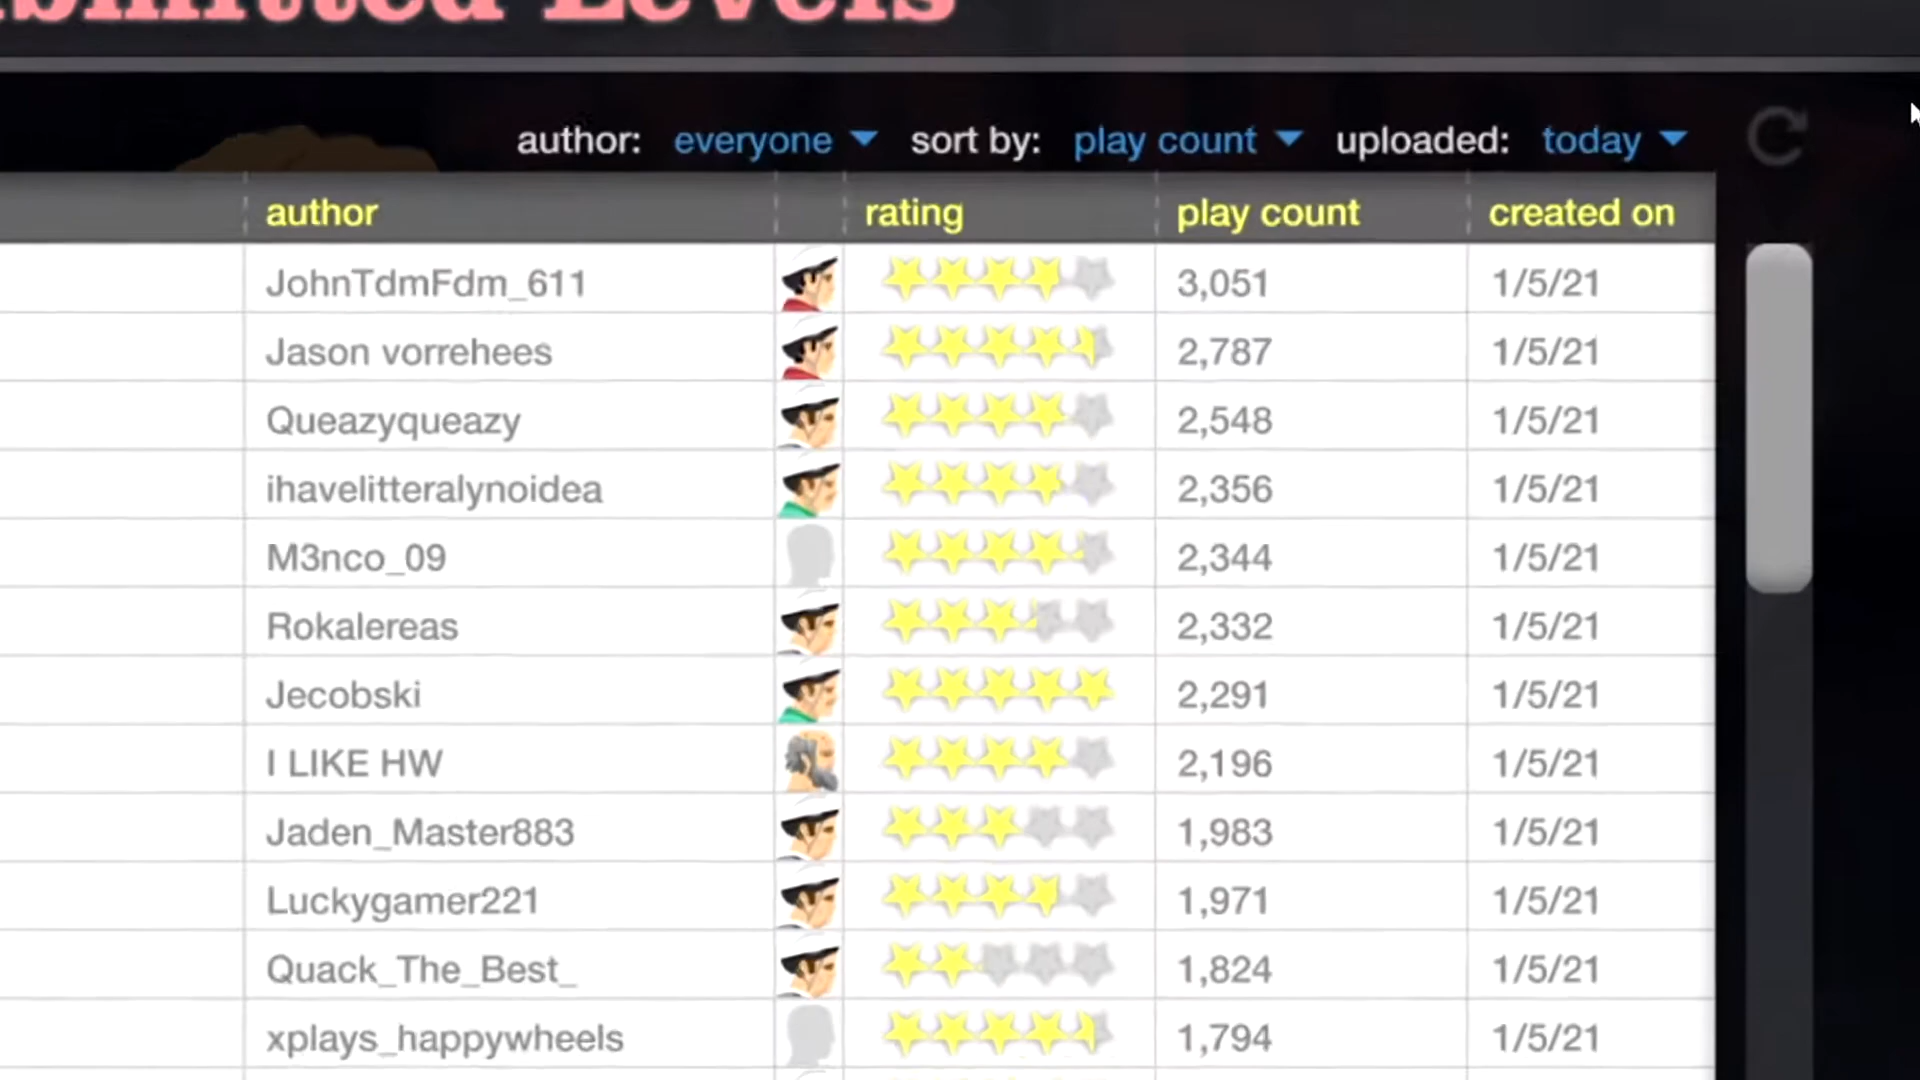 bmitted Levels
author: everyone sort by: play count uploaded: today
author rating play count created on
JohnTdmFdm_611 3,051 1/5/21
Jason vorrehees 2,787 1/5/21
Queazyqueazy 2,548 1/5/21
ihavelitteralynoidea 2,356 1/5/21
M3nco_09 2,344 1/5/21
Rokalereas 2,332 1/5/21
Jecobski 2,291 1/5/21
I LIKE HW 2,196 1/5/21
Jaden_Master883 1,983 1/5/21
Luckygamer221 1,971 1/5/21
Quack_The_Best_ 1,824 1/5/21
xplays_happywheels 1,794 1/5/21